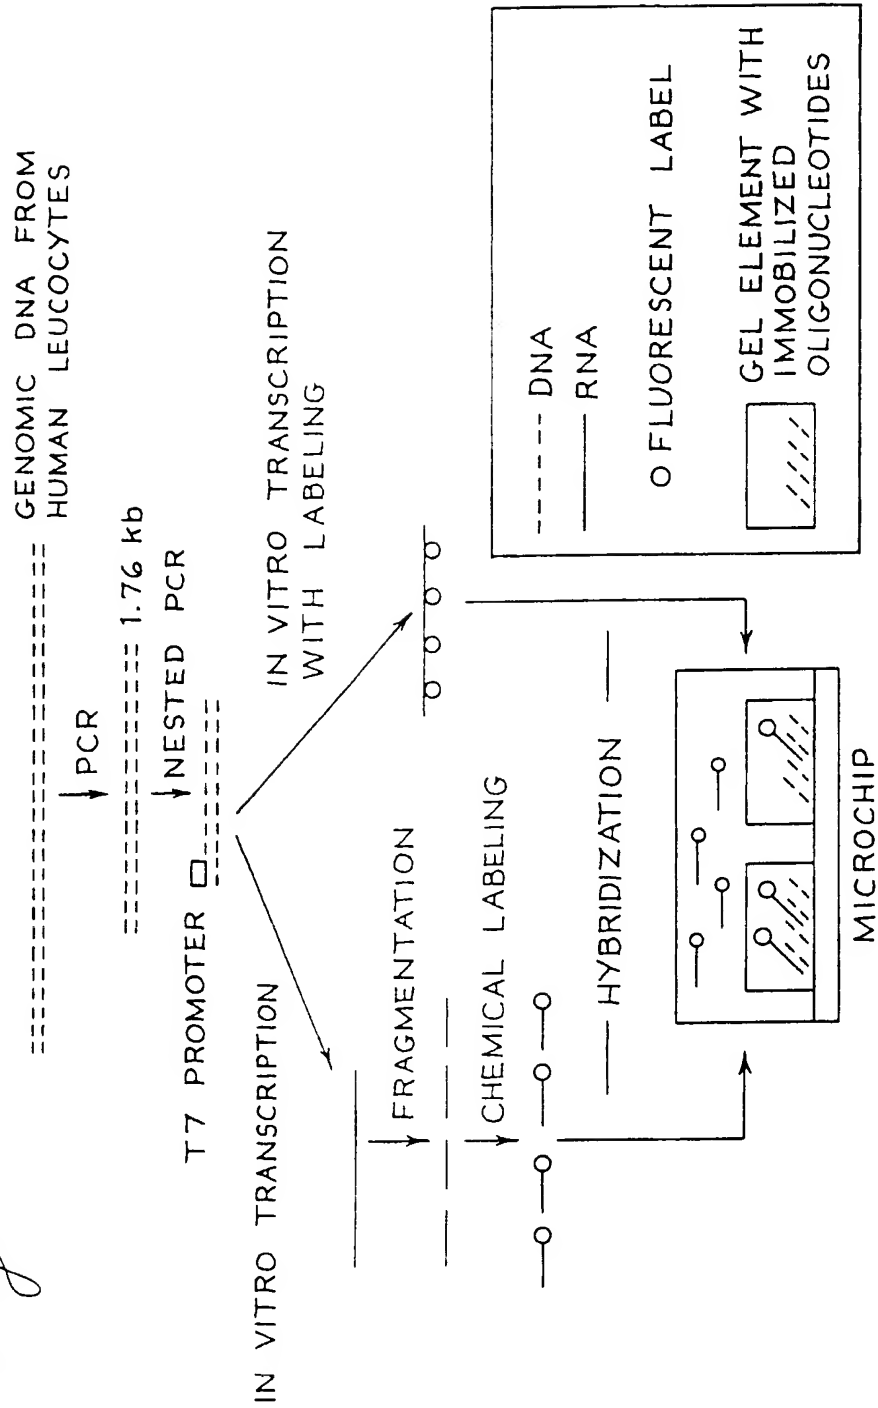 GENOMIC DNA FROM
HUMAN LEUCOCYTES
PCR
1.76 kb
NESTED PCR
T7 PROMOTER
IN VITRO TRANSCRIPTION
IN VITRO TRANSCRIPTION
WITH LABELING
FRAGMENTATION
CHEMICAL LABELING
HYBRIDIZATION
MICROCHIP
DNA
RNA
O FLUORESCENT LABEL
GEL ELEMENT WITH
IMMOBILIZED
OLIGONUCLEOTIDES